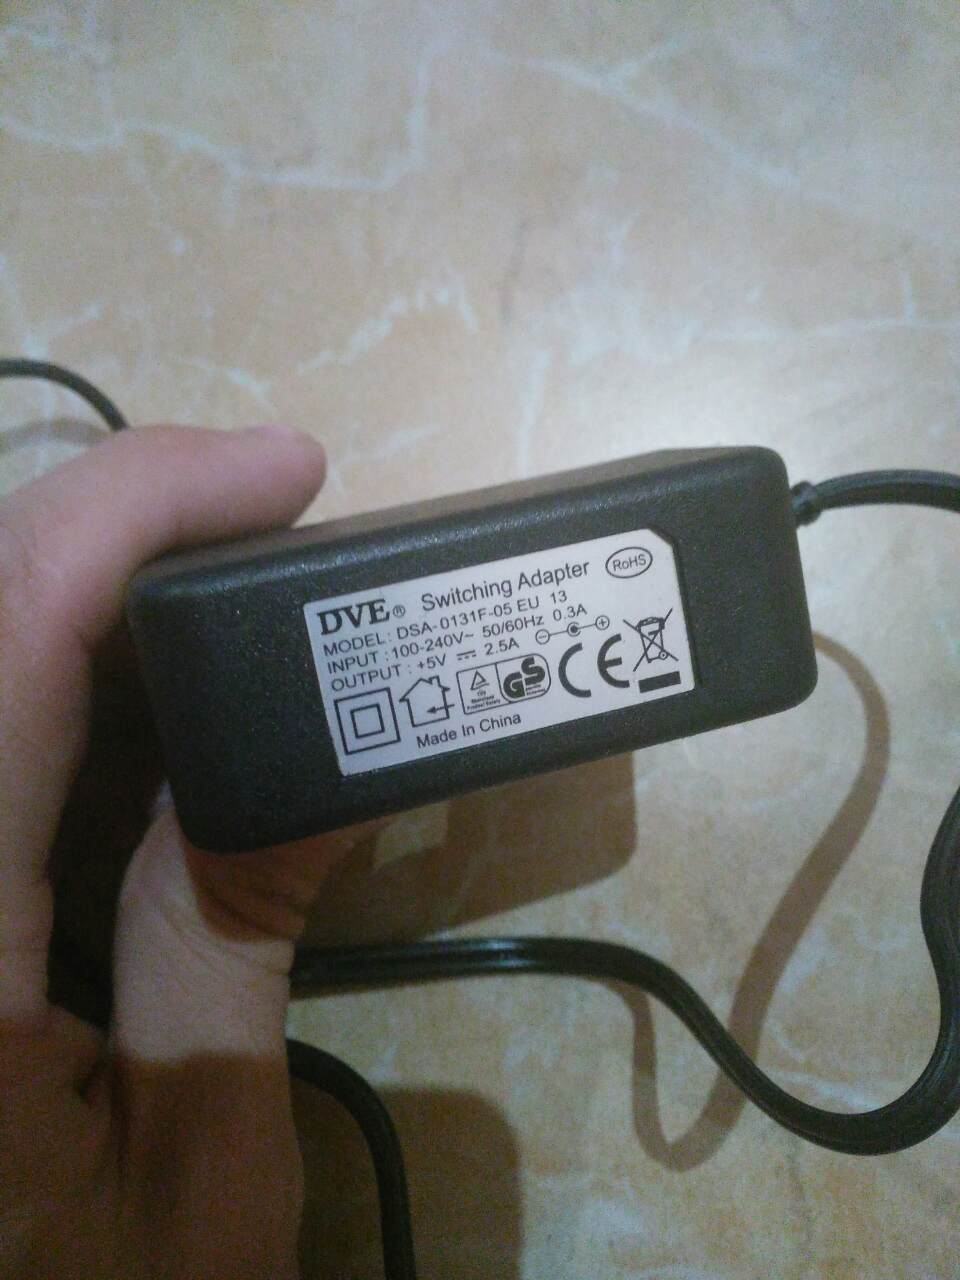 DVE® Switching Adapter RoHS
MODEL : DSA-0131F-05 EU 13
INPUT : 100-240V~ 50/60Hz 0.3A
OUTPUT : +5V ⎓ 2.5A
GS CE
Made In China